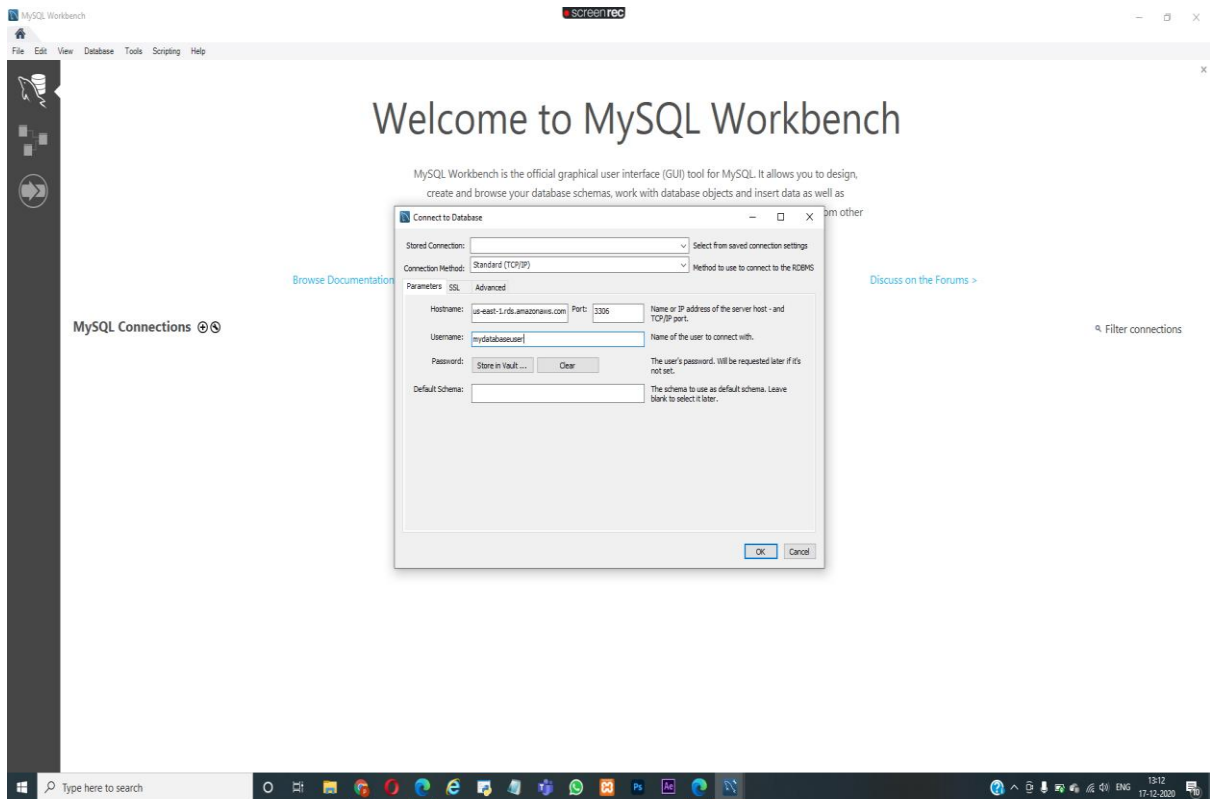 MySQL Workbench
screenrec
File Edit View Database Tools Scripting Help
Welcome to MySQL Workbench
MySQL Workbench is the official graphical user interface (GUI) tool for MySQL. It allows you to design,
create and browse your database schemas, work with database objects and insert data as well as
om other
Browse Documentation
Discuss on the Forums >
MySQL Connections
Filter connections
Connect to Database
Stored Connection:
Select from saved connection settings
Connection Method: Standard (TCP/IP) Method to use to connect to the RDBMS
Parameters SSL Advanced
Hostname: us-east-1.rds.amazonaws.com Port: 3306 Name or IP address of the server host - and
TCP/IP port.
Username: mydatabaseuser Name of the user to connect with.
Password: Store in Vault ... Clear The user's password. Will be requested later if it's
not set.
Default Schema: The schema to use as default schema. Leave
blank to select it later.
OK Cancel
Type here to search
Ps
Ae
ENG
13:12
17-12-2020
10